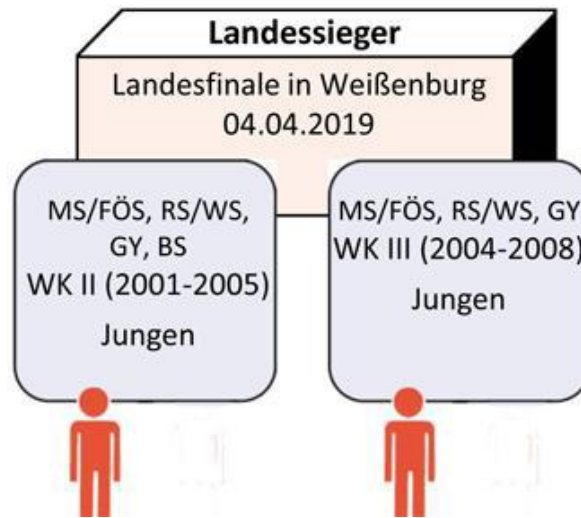 Landessieger
Landesfinale in Weißenburg
04.04.2019
MS/FÖS, RS/WS,
GY, BS
WK II (2001-2005)
Jungen
MS/FÖS, RS/WS, GY
WK III (2004-2008)
Jungen